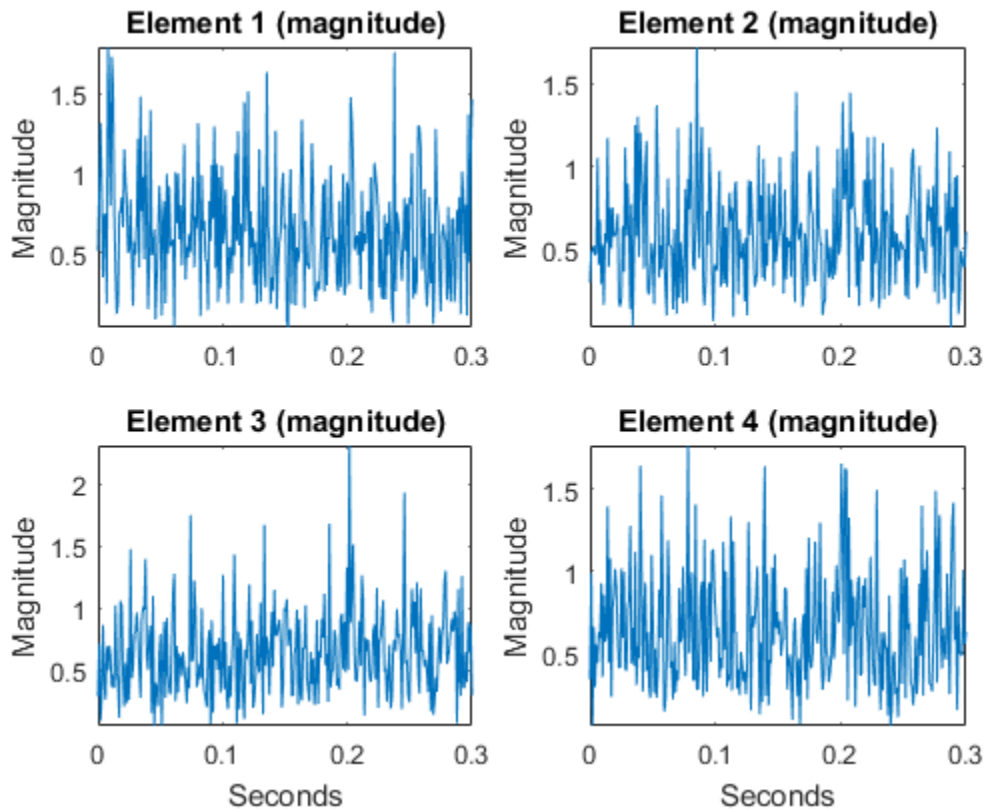 Element 1 (magnitude)
Magnitude
1.5
1
0.5
0 0.1 0.2 0.3
Element 2 (magnitude)
Magnitude
1.5
1
0.5
0 0.1 0.2 0.3
Element 3 (magnitude)
Magnitude
2
1.5
1
0.5
0 0.1 0.2 0.3
Seconds
Element 4 (magnitude)
Magnitude
1.5
1
0.5
0 0.1 0.2 0.3
Seconds